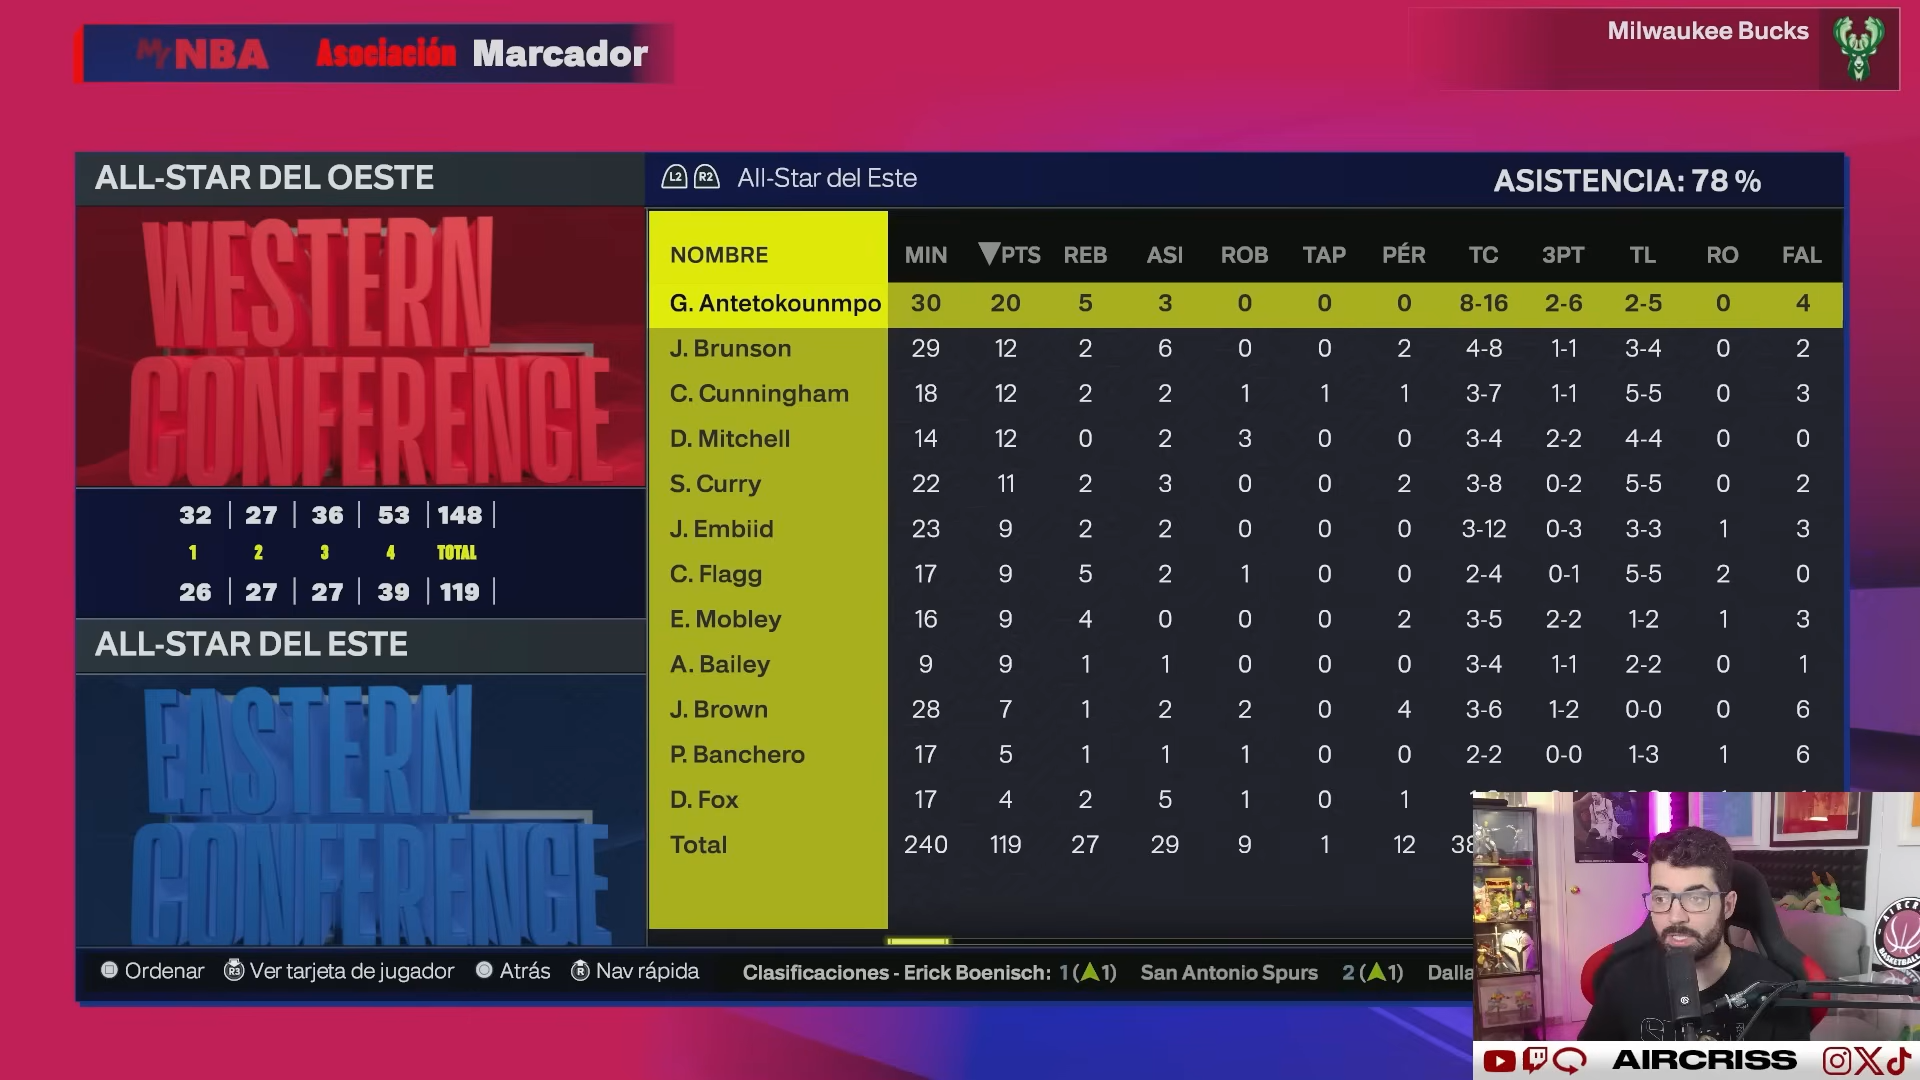 My NBA Asociación Marcador
Milwaukee Bucks
ALL-STAR DEL OESTE
WESTERN
CONFERENCE
32 | 27 | 36 | 53 | 148 |
1 2 3 4 TOTAL
26 | 27 | 27 | 39 | 119 |
ALL-STAR DEL ESTE
EASTERN
CONFERENCE
L2 R2 All-Star del Este ASISTENCIA: 78 %
NOMBRE MIN ▼PTS REB ASI ROB TAP PÉR TC 3PT TL RO FAL
G. Antetokounmpo 30 20 5 3 0 0 0 8-16 2-6 2-5 0 4
J. Brunson 29 12 2 6 0 0 2 4-8 1-1 3-4 0 2
C. Cunningham 18 12 2 2 1 1 1 3-7 1-1 5-5 0 3
D. Mitchell 14 12 0 2 3 0 0 3-4 2-2 4-4 0 0
S. Curry 22 11 2 3 0 0 2 3-8 0-2 5-5 0 2
J. Embiid 23 9 2 2 0 0 0 3-12 0-3 3-3 1 3
C. Flagg 17 9 5 2 1 0 0 2-4 0-1 5-5 2 0
E. Mobley 16 9 4 0 0 0 2 3-5 2-2 1-2 1 3
A. Bailey 9 9 1 1 0 0 0 3-4 1-1 2-2 0 1
J. Brown 28 7 1 2 2 0 4 3-6 1-2 0-0 0 6
P. Banchero 17 5 1 1 1 0 0 2-2 0-0 1-3 1 6
D. Fox 17 4 2 5 1 0 1
Total 240 119 27 29 9 1 12 38
Ordenar R3 Ver tarjeta de jugador Atrás R Nav rápida
Clasificaciones - Erick Boenisch: 1 (▲1) San Antonio Spurs 2 (▲1) Dalla
AIRCRISS